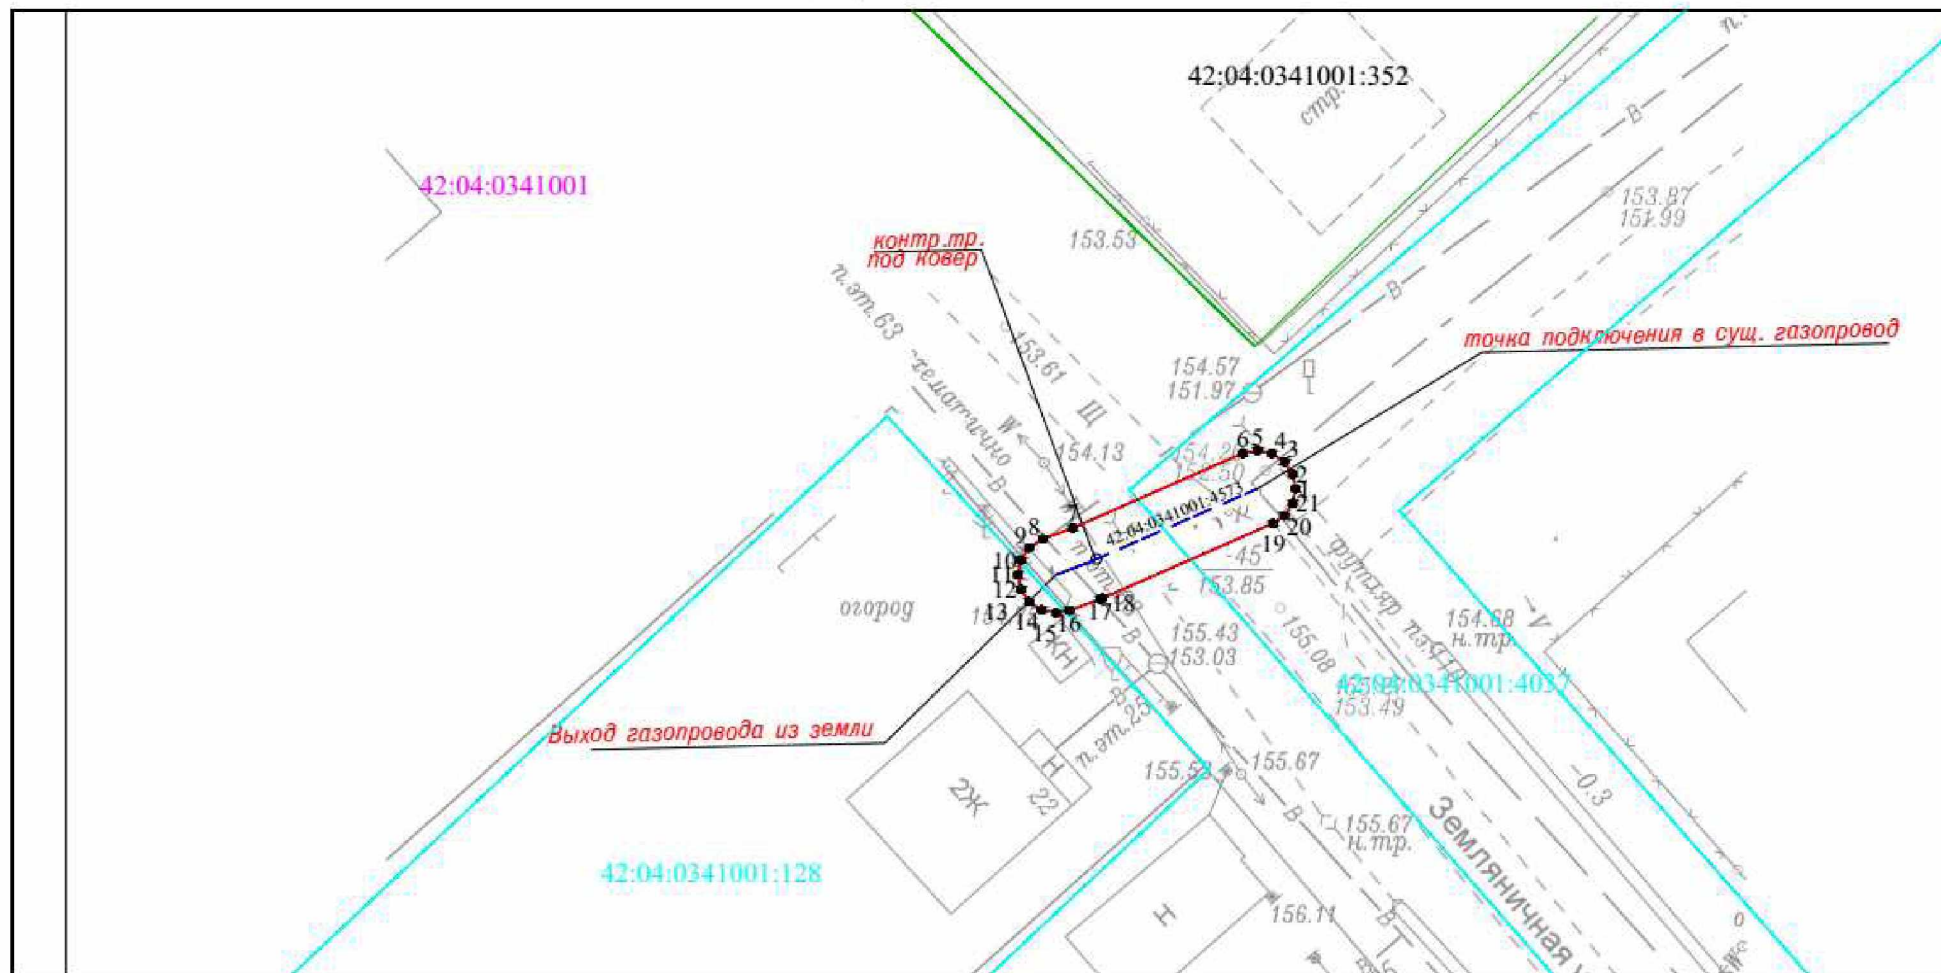 42:04:0341001:352
стр.
п.
В
153.87
151.99
42:04:0341001
153.53
контр.тр.
под ковер
п.эт.63
схематично
153.61
Щ
В
точка подключения в сущ. газопровод
154.57
151.97
W
154.13
6 5 4 3 2 1 21 20 19
42:04:0341001:4573
7 8 9 10 11 12 13 14 15 16 17 18
-45
153.85
В
огород
футляр
155.43
153.03
КН
155.08
154.68
н.тр.
V
42:04:0341001:4037
153.49
п.эт.25
Выход газопровода из земли
155.53
155.67
Н
2Ж
22
-0.3
В
155.67
н.тр.
42:04:0341001:128
Земляничная
156.11
Н
В